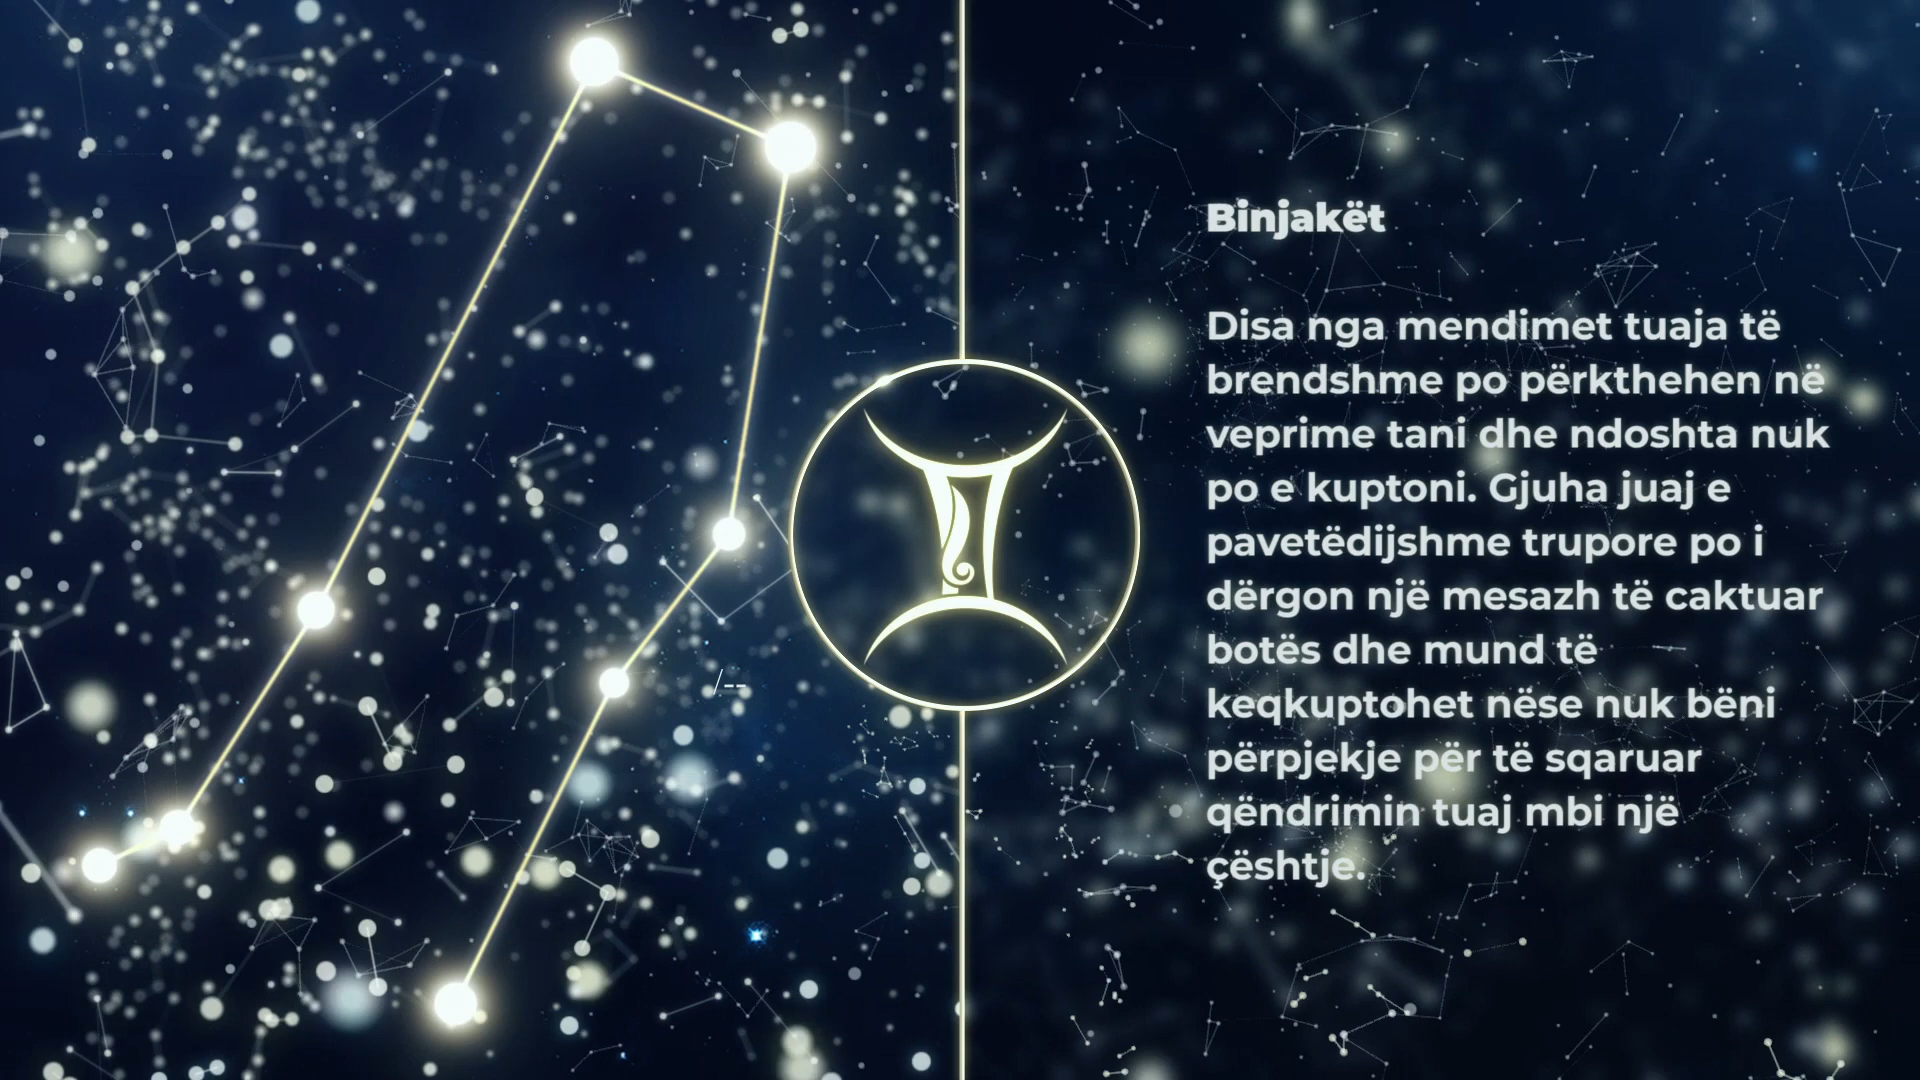 Binjakët
Disa nga mendimet tuaja të
brendshme po përkthehen në
veprime tani dhe ndoshta nuk
po e kuptoni. Gjuha juaj e
pavetëdijshme trupore po i
dërgon një mesazh të caktuar
botës dhe mund të
keqkuptohet nëse nuk bëni
përpjekje për të sqaruar
qëndrimin tuaj mbi një
çështje.